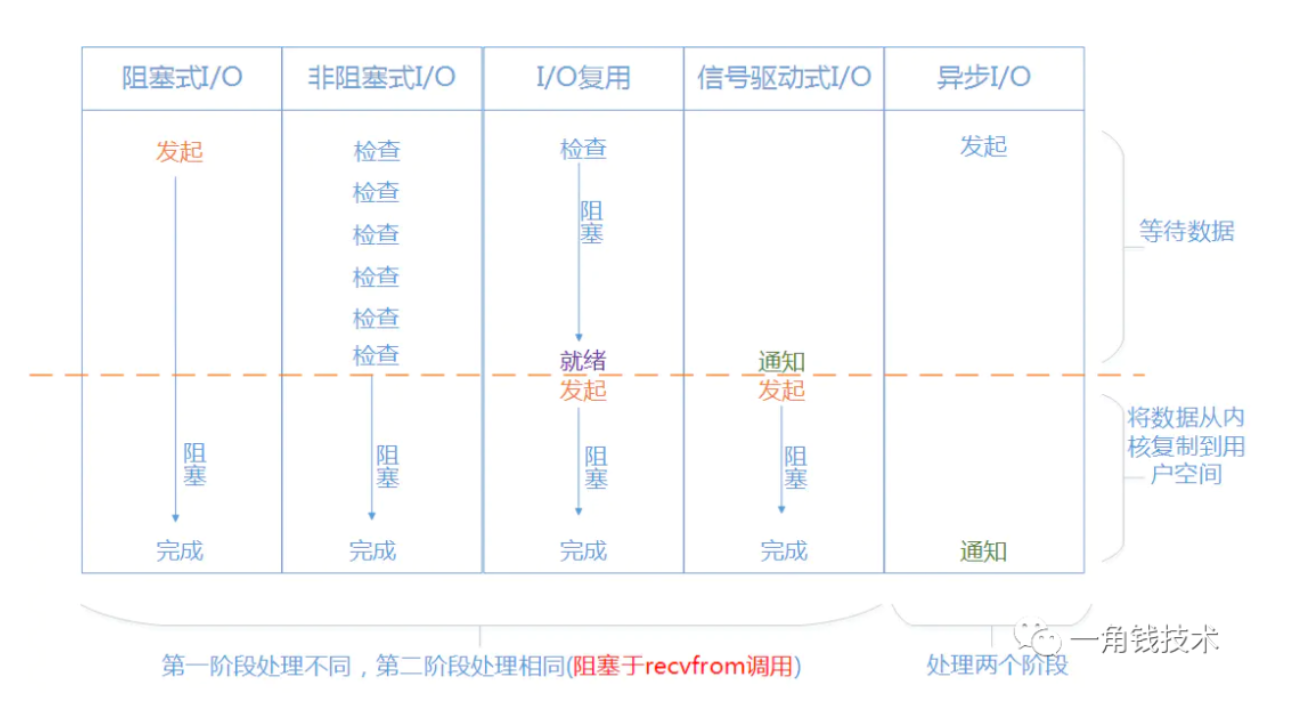 阻塞式I/O
非阻塞式I/O
I/O复用
信号驱动式I/O
异步I/O
发起
阻塞
完成
检查
检查
检查
检查
检查
检查
阻塞
完成
检查
阻塞
就绪
发起
阻塞
完成
通知
发起
阻塞
完成
发起
通知
等待数据
将数据从内
核复制到用
户空间
第一阶段处理不同，第二阶段处理相同(阻塞于recvfrom调用)
处理两个阶段
一角钱技术